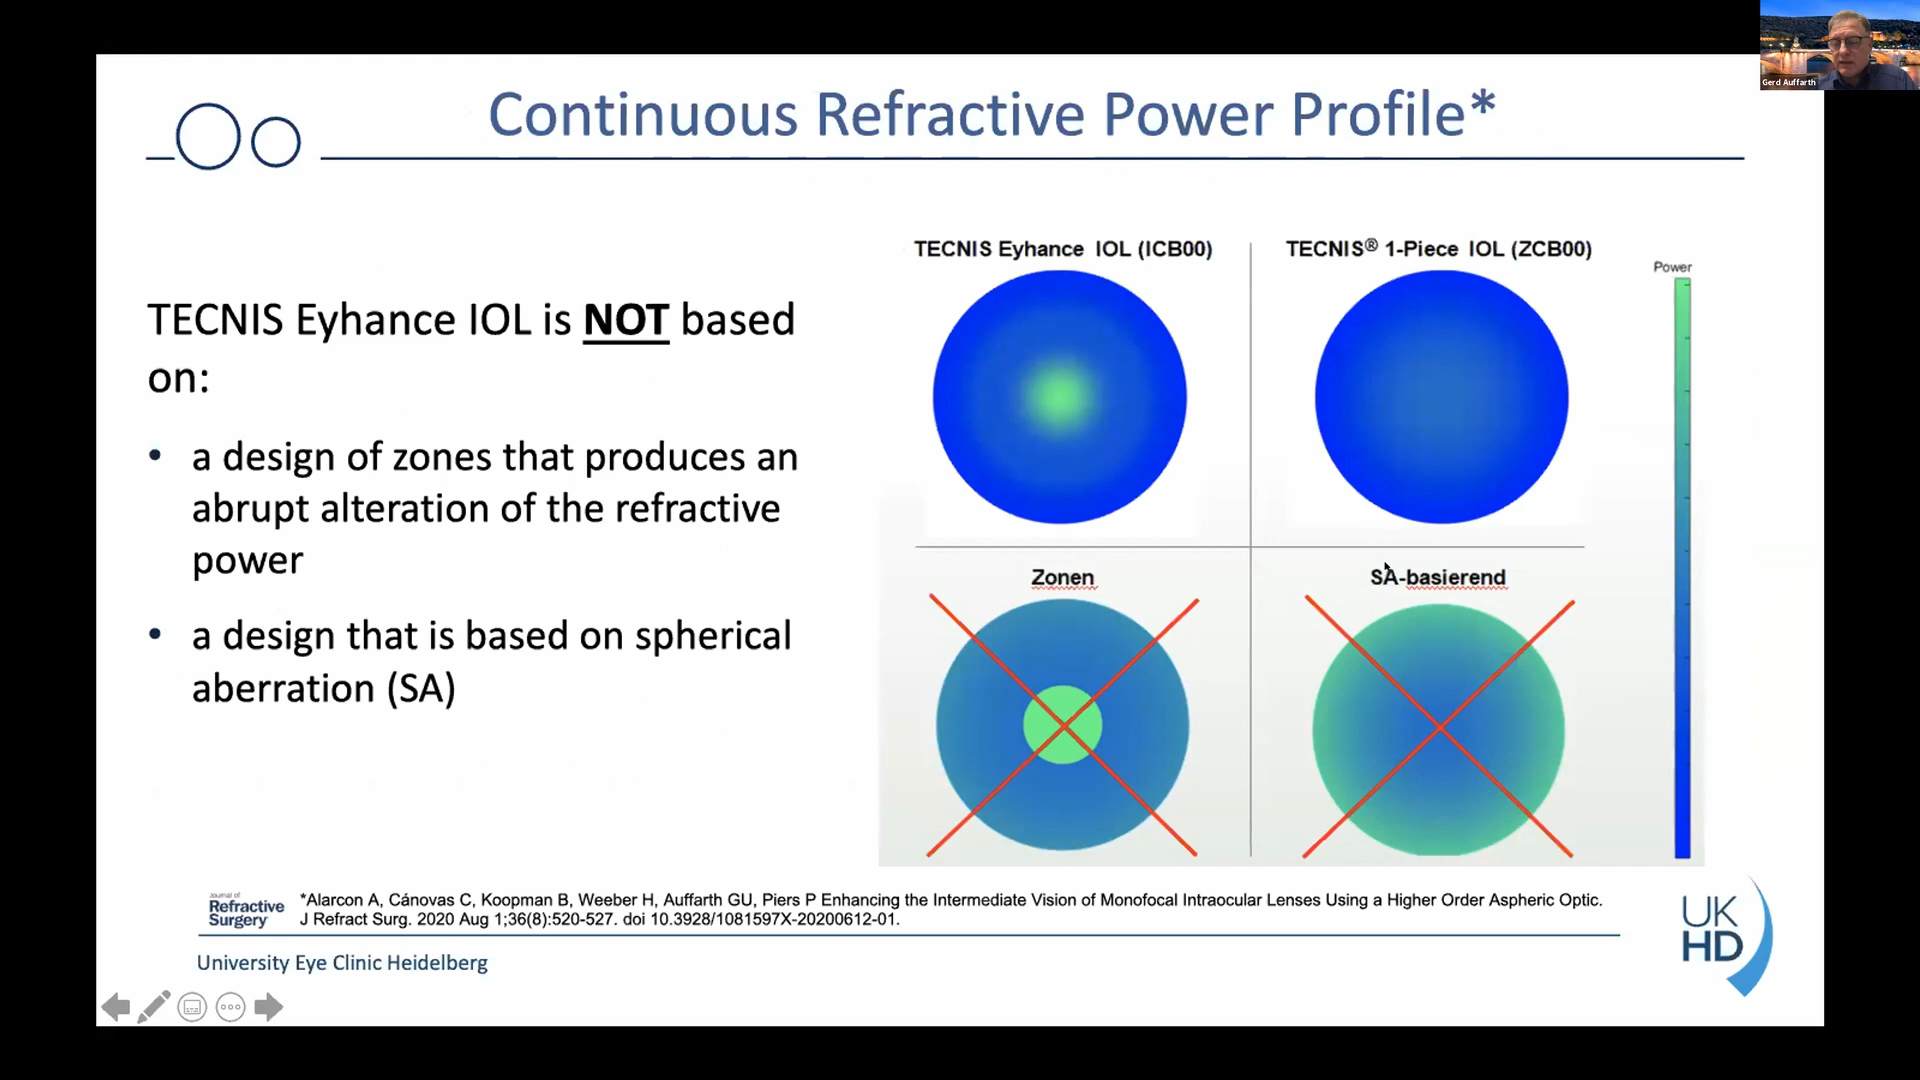 Gerd Auffarth
Continuous Refractive Power Profile*
TECNIS Eyhance IOL is NOT based
on:
• a design of zones that produces an
abrupt alteration of the refractive
power
• a design that is based on spherical
aberration (SA)
TECNIS Eyhance IOL (ICB00)
TECNIS® 1-Piece IOL (ZCB00)
Power
Zonen
SA-basierend
Journal of
Refractive
Surgery
*Alarcon A, Cánovas C, Koopman B, Weeber H, Auffarth GU, Piers P Enhancing the Intermediate Vision of Monofocal Intraocular Lenses Using a Higher Order Aspheric Optic.
J Refract Surg. 2020 Aug 1;36(8):520-527. doi 10.3928/1081597X-20200612-01.
University Eye Clinic Heidelberg
UK
HD